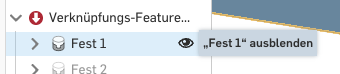 Verknüpfungs-Feature...
Fest 1
„Fest 1“ ausblenden
Fest 2